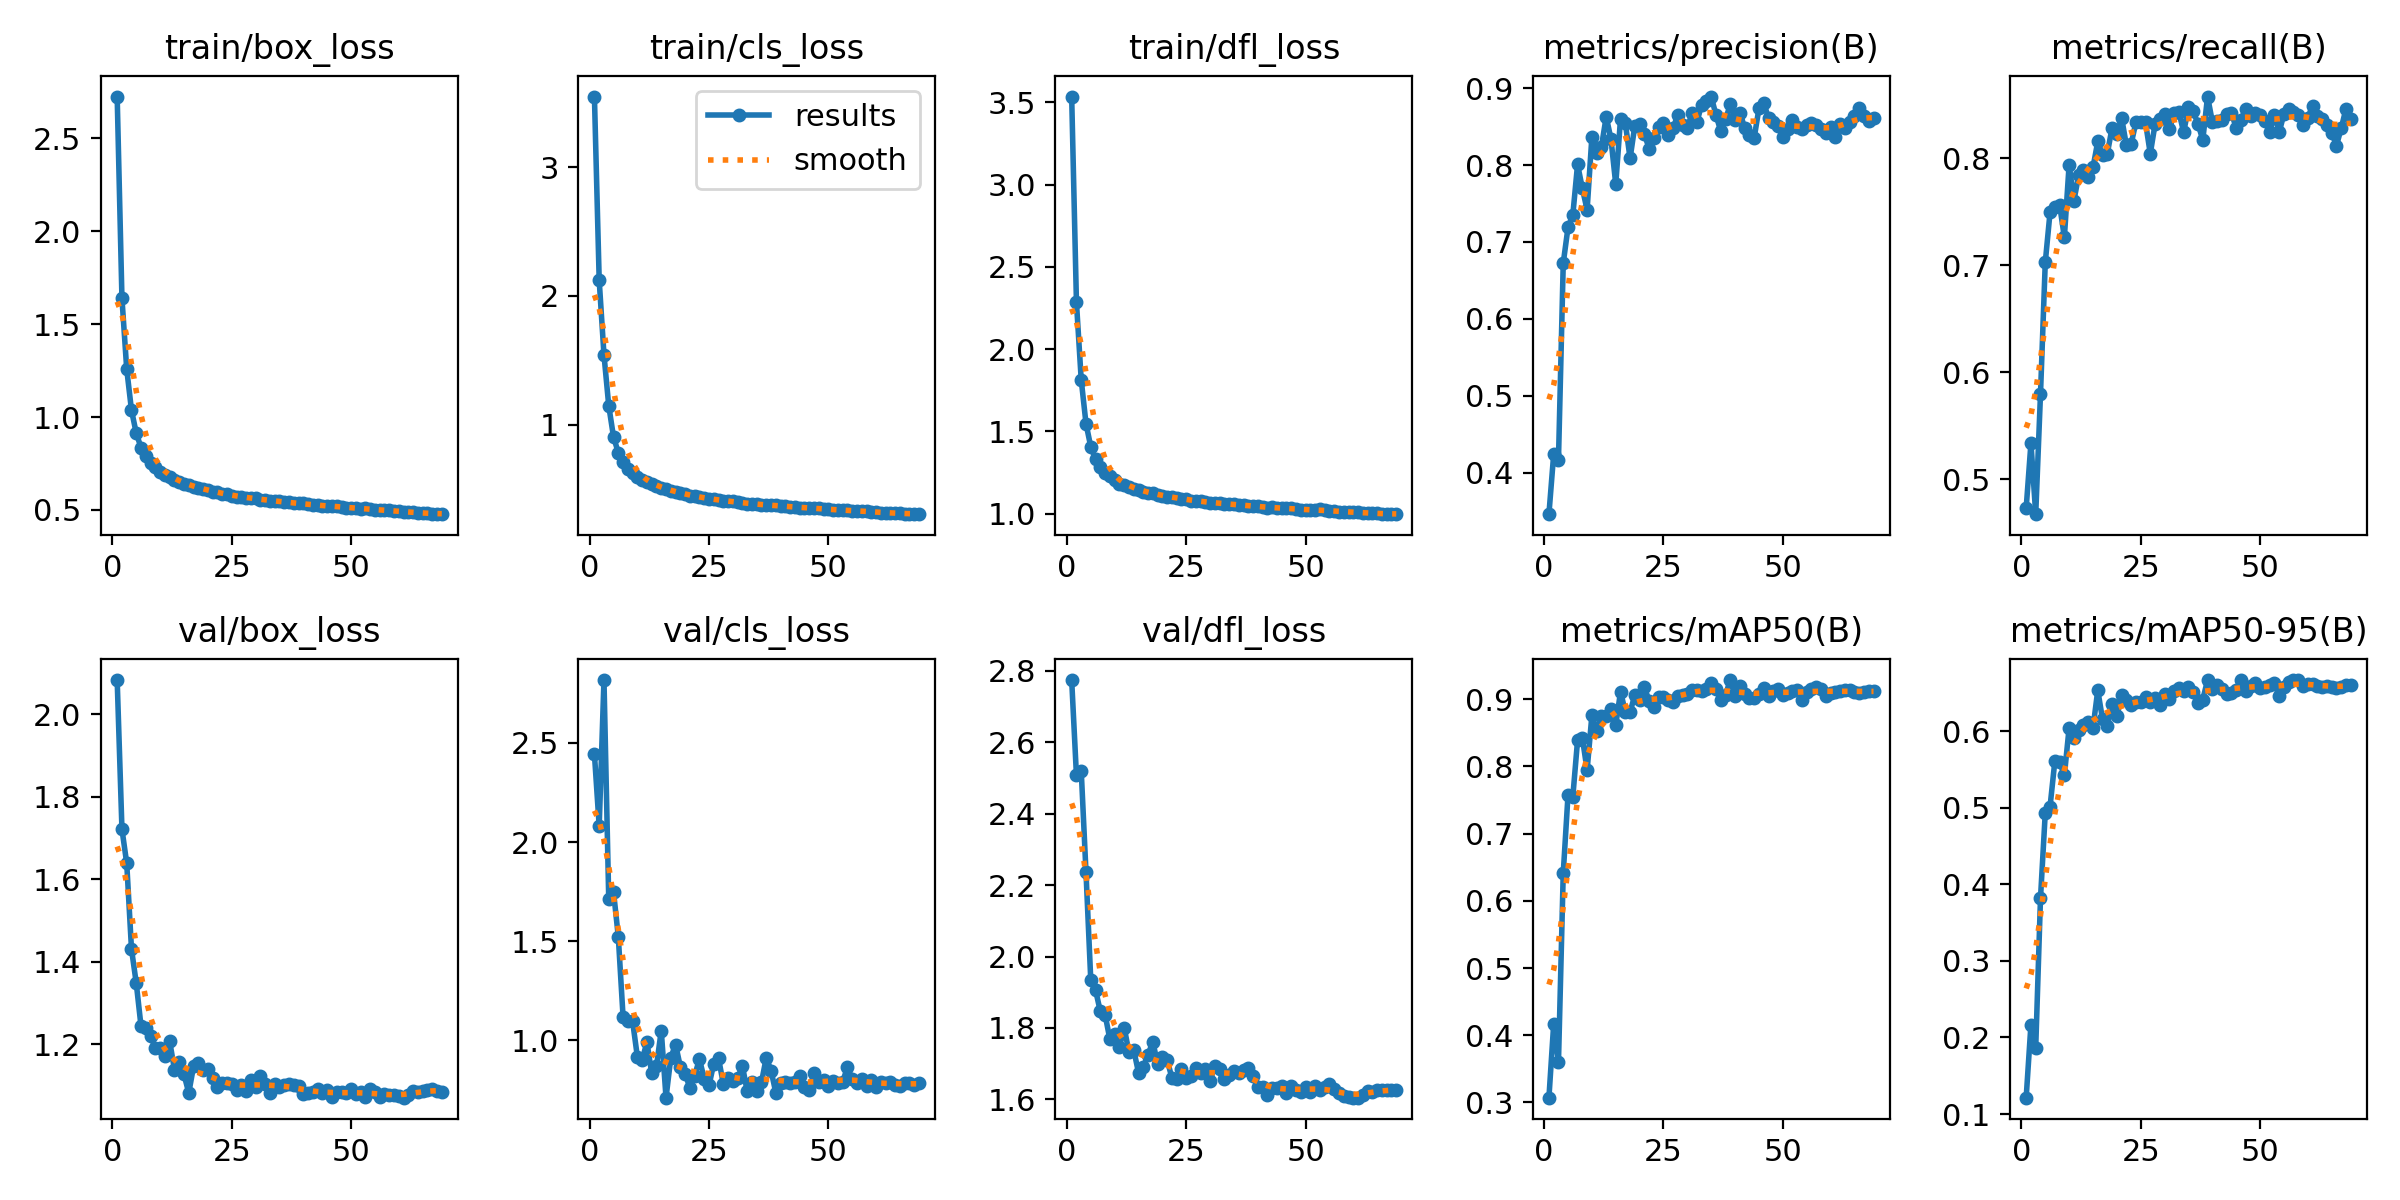 train/box_loss
train/cls_loss
train/dfl_loss
metrics/precision(B)
metrics/recall(B)
2.5
2.0
1.5
1.0
0.5
0 25 50
results
smooth
3
2
1
0 25 50
3.5
3.0
2.5
2.0
1.5
1.0
0 25 50
0.9
0.8
0.7
0.6
0.5
0.4
0 25 50
0.8
0.7
0.6
0.5
0 25 50
val/box_loss
val/cls_loss
val/dfl_loss
metrics/mAP50(B)
metrics/mAP50-95(B)
2.0
1.8
1.6
1.4
1.2
0 25 50
2.5
2.0
1.5
1.0
0 25 50
2.8
2.6
2.4
2.2
2.0
1.8
1.6
0 25 50
0.9
0.8
0.7
0.6
0.5
0.4
0.3
0 25 50
0.6
0.5
0.4
0.3
0.2
0.1
0 25 50